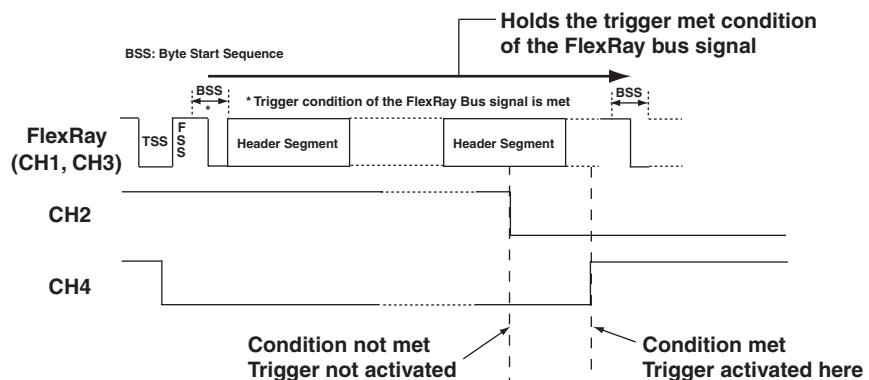 Holds the trigger met condition
of the FlexRay bus signal
BSS: Byte Start Sequence
BSS
*
* Trigger condition of the FlexRay Bus signal is met
BSS
FlexRay
(CH1, CH3)
TSS
FSS
Header Segment
Header Segment
CH2
CH4
Condition not met
Trigger not activated
Condition met
Trigger activated here